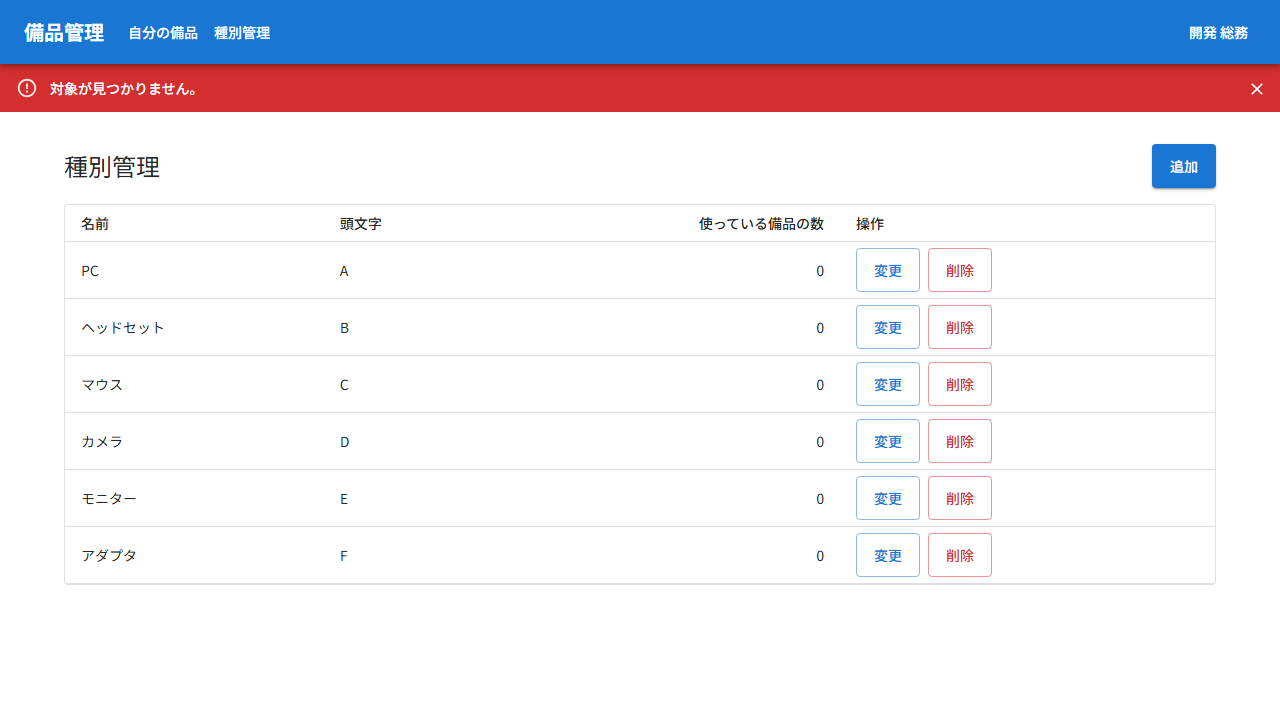 備品管理 自分の備品 種別管理 開発 総務
対象が見つかりません。
種別管理 追加
名前 頭文字 使っている備品の数 操作
PC A 0 変更 削除
ヘッドセット B 0 変更 削除
マウス C 0 変更 削除
カメラ D 0 変更 削除
モニター E 0 変更 削除
アダプタ F 0 変更 削除